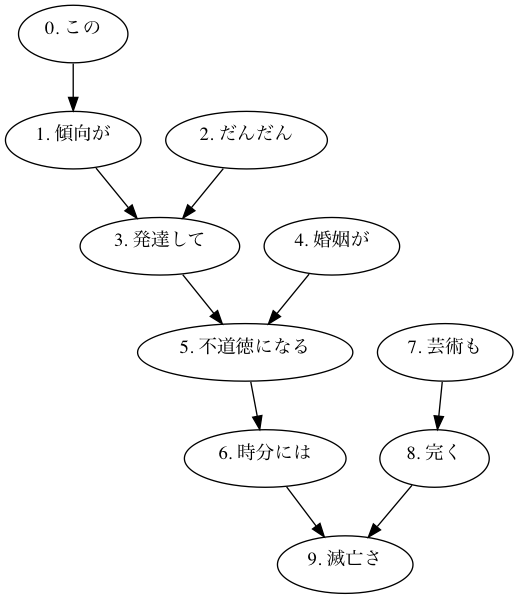 0. この
1. 傾向が
2. だんだん
3. 発達して
4. 婚姻が
5. 不道徳になる
7. 芸術も
6. 時分には
8. 完く
9. 滅亡さ